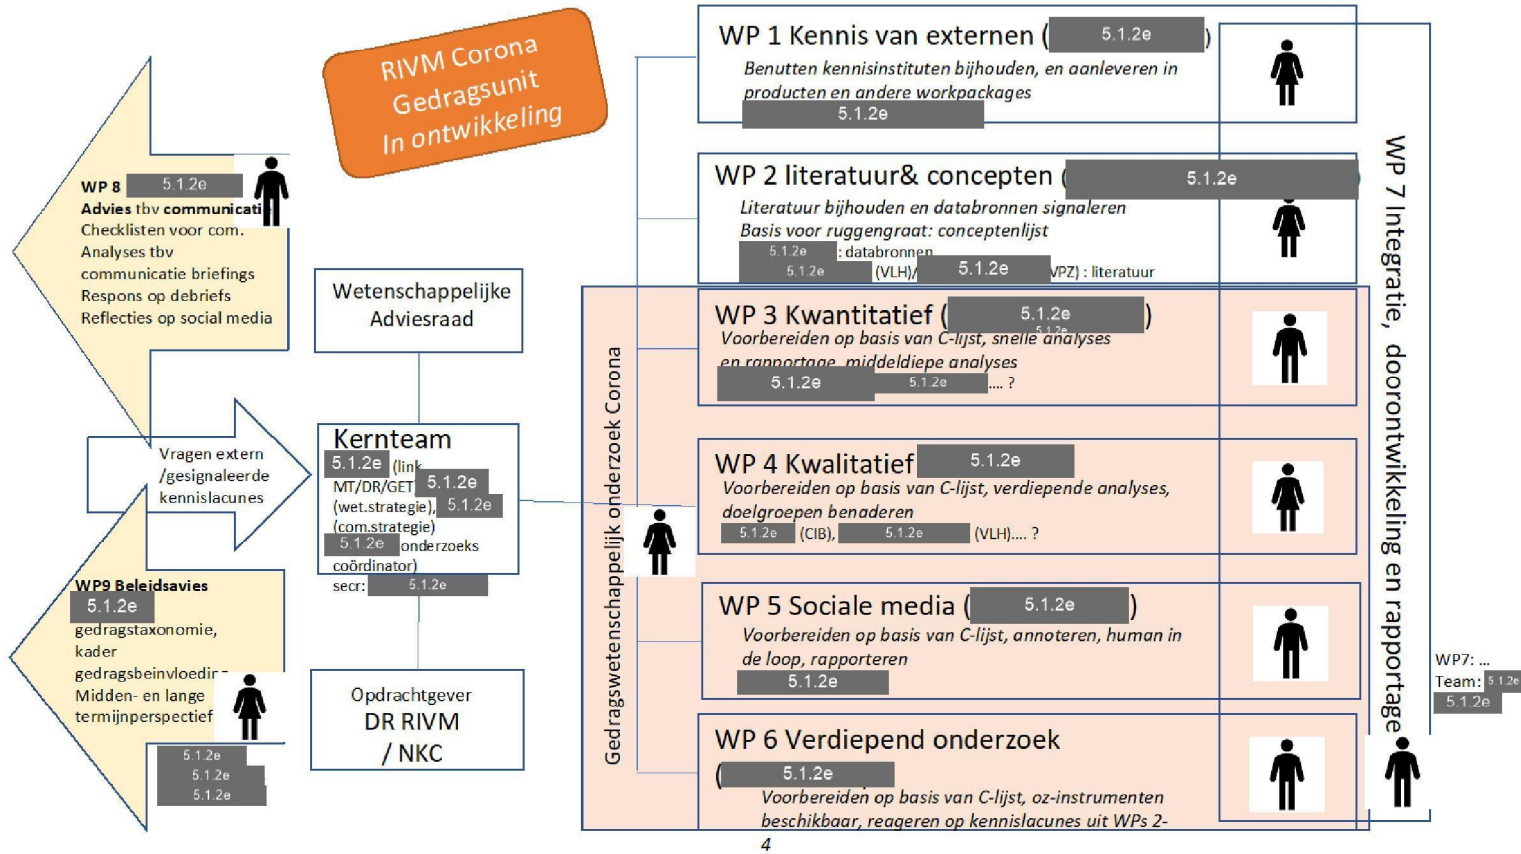 RIVM Corona
Gedragsunit
In ontwikkeling
WP 8 5.1.2e
Advies tbv communicatie
Checklisten voor com.
Analyses tbv
communicatie briefings
Respons op debriefs
Reflecties op social media
Vragen extern
/gesignaleerde
kennislacunes
WP9 Beleidsavies
5.1.2e
gedragstaxonomie,
kader
gedragsbeinvloeding
Midden- en lange
termijnperspectief
5.1.2e
5.1.2e
5.1.2e
Wetenschappelijke
Adviesraad
Kernteam
5.1.2e (link
MT/DR/GET 5.1.2e
(wet.strategie), 5.1.2e
(com.strategie)
5.1.2e onderzoeks
coördinator)
secr: 5.1.2e
Opdrachtgever
DR RIVM
/ NKC
Gedragswetenschappelijk onderzoek Corona
WP 1 Kennis van externen ( 5.1.2e )
Benutten kennisinstituten bijhouden, en aanleveren in
producten en andere workpackages
5.1.2e
WP 2 literatuur& concepten ( 5.1.2e )
Literatuur bijhouden en databronnen signaleren
Basis voor ruggengraat: conceptenlijst
5.1.2e : databronnen
5.1.2e (VLH)/ 5.1.2e VPZ) : literatuur
WP 3 Kwantitatief ( 5.1.2e )
5.1.2e
Voorbereiden op basis van C-lijst, snelle analyses
en rapportage, middeldiepe analyses
5.1.2e 5.1.2e .... ?
WP 4 Kwalitatief 5.1.2e
Voorbereiden op basis van C-lijst, verdiepende analyses,
doelgroepen benaderen
5.1.2e (CIB), 5.1.2e (VLH).... ?
WP 5 Sociale media ( 5.1.2e )
Voorbereiden op basis van C-lijst, annoteren, human in
de loop, rapporteren
5.1.2e
WP 6 Verdiepend onderzoek
( 5.1.2e
Voorbereiden op basis van C-lijst, oz-instrumenten
beschikbaar, reageren op kennislacunes uit WPs 2-
4
WP 7 Integratie, doorontwikkeling en rapportage
WP7: ...
Team: 5.1.2e
5.1.2e